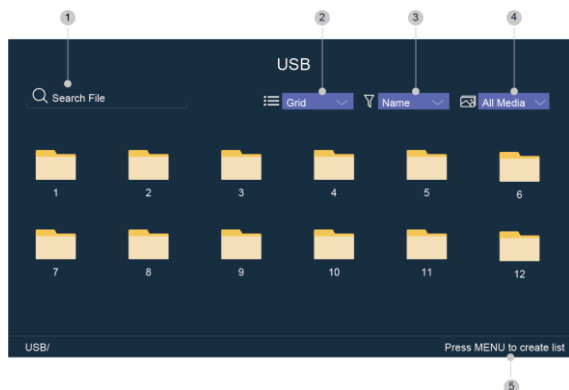 1 2 3 4
USB
Search File Grid Name All Media
1 2 3 4 5 6
7 8 9 10 11 12
USB/ Press MENU to create list
5